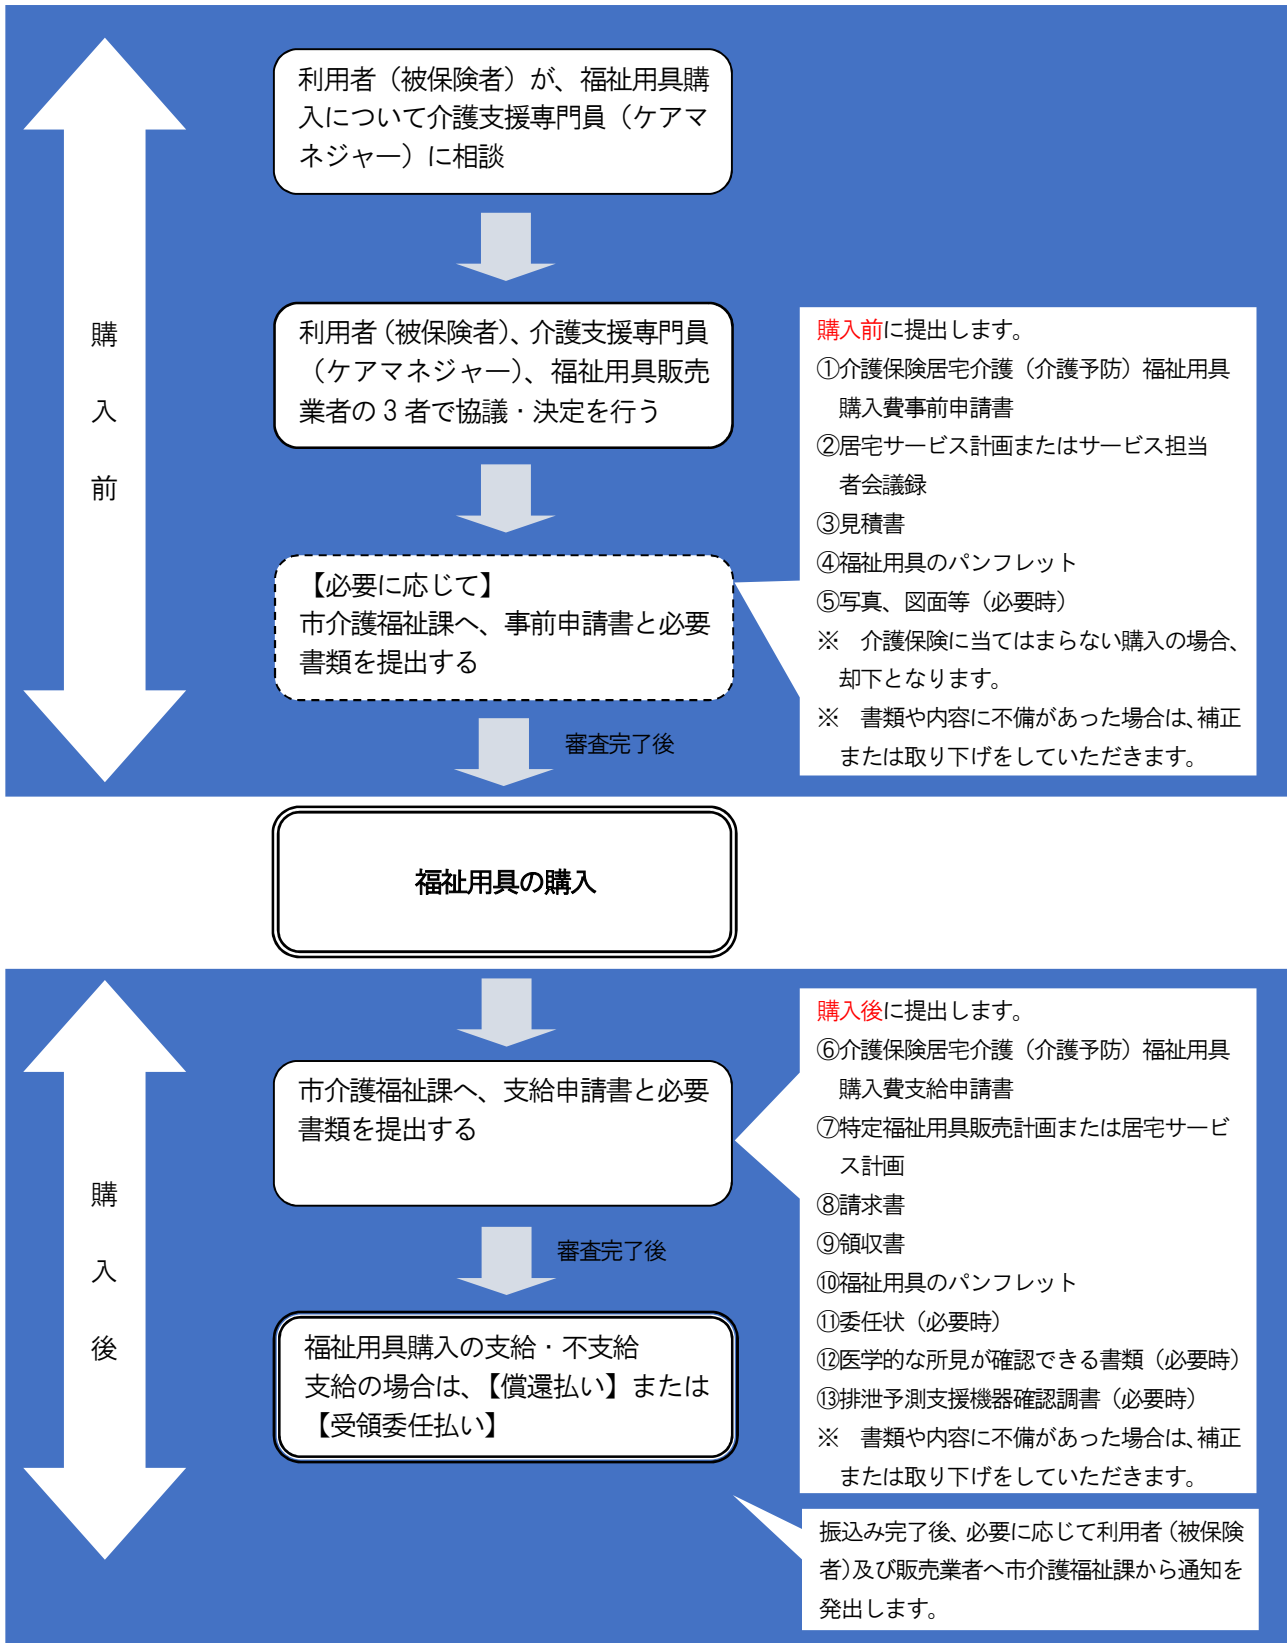 利用者（被保険者）が、福祉用具購
入について介護支援専門員（ケアマ
ネジャー）に相談
利用者（被保険者）、介護支援専門員
（ケアマネジャー）、福祉用具販売
業者の3者で協議・決定を行う
【必要に応じて】
市介護福祉課へ、事前申請書と必要
書類を提出する
審査完了後
購
入
前
購入前に提出します。
①介護保険居宅介護（介護予防）福祉用具
購入費事前申請書
②居宅サービス計画またはサービス担当
者会議録
③見積書
④福祉用具のパンフレット
⑤写真、図面等（必要時）
※　介護保険に当てはまらない購入の場合、
却下となります。
※　書類や内容に不備があった場合は、補正
または取り下げをしていただきます。
福祉用具の購入
購
入
後
市介護福祉課へ、支給申請書と必要
書類を提出する
審査完了後
福祉用具購入の支給・不支給
支給の場合は、【償還払い】または
【受領委任払い】
購入後に提出します。
⑥介護保険居宅介護（介護予防）福祉用具
購入費支給申請書
⑦特定福祉用具販売計画または居宅サービ
ス計画
⑧請求書
⑨領収書
⑩福祉用具のパンフレット
⑪委任状（必要時）
⑫医学的な所見が確認できる書類（必要時）
⑬排泄予測支援機器確認調書（必要時）
※　書類や内容に不備があった場合は、補正
または取り下げをしていただきます。
振込み完了後、必要に応じて利用者（被保険
者）及び販売業者へ市介護福祉課から通知を
発出します。